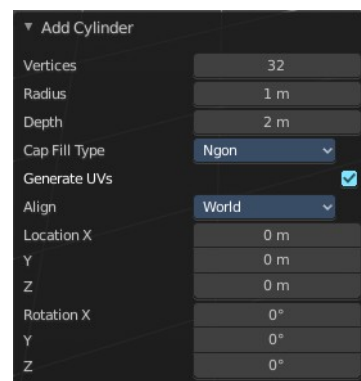 Add Cylinder
Vertices 32
Radius 1 m
Depth 2 m
Cap Fill Type Ngon
Generate UVs
Align World
Location X 0 m
Y 0 m
Z 0 m
Rotation X 0°
Y 0°
Z 0°